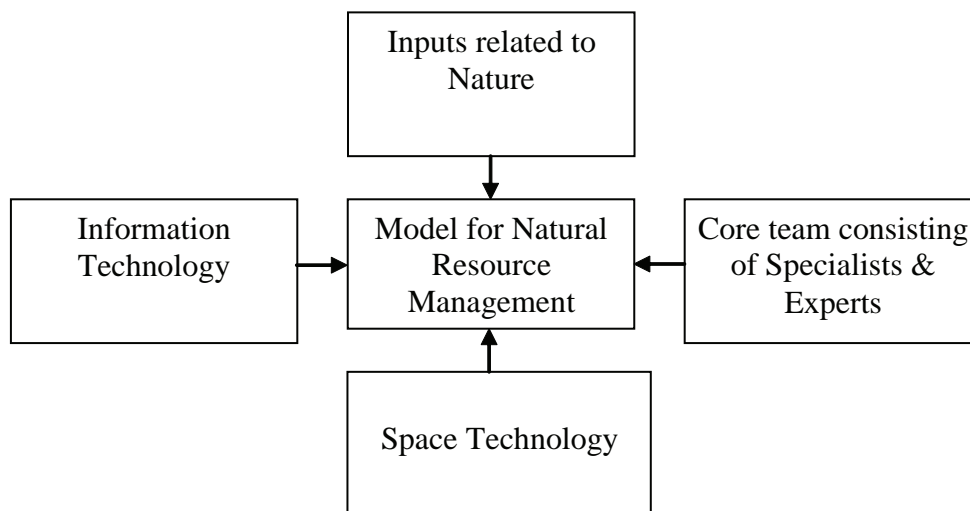 Inputs related to
Nature
Information
Technology
Model for Natural
Resource
Management
Core team consisting
of Specialists &
Experts
Space Technology